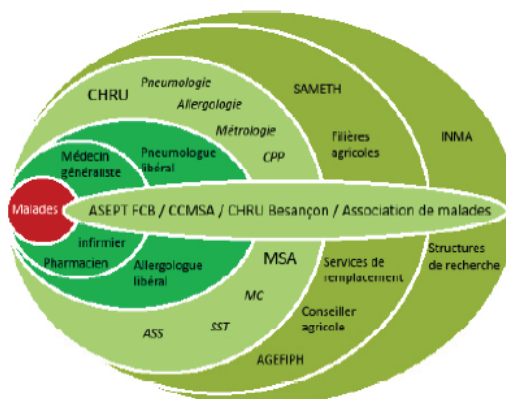 CHRU
Pneumologie
Allergologie
Métrologie
CPP
SAMETH
Filières
agricoles
INMA
Médecin
généraliste
Pneumologue
libéral
Malades
ASEPT FCB / CCMSA / CHRU Besançon / Association de malades
infirmier
Pharmacien
Allergologue
libéral
MSA
MC
SST
ASS
Services de
remplacement
Conseiller
agricole
AGEFIPH
Structures
de recherche